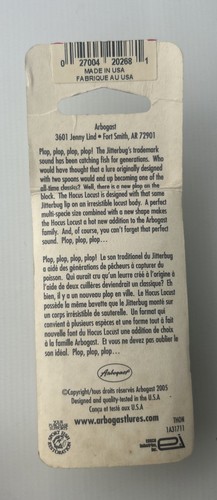 0 27004 20268 1
MADE IN USA
FABRIQUE AU USA
Arbogast
3601 Jenny Lind • Fort Smith, AR 72901
Plop, plop, plop, plop! The Jitterbug's trademark
sound has been catching fish for generations. Who
would have thought that a lure originally designed
with two spoons would end up becoming one of the
all-time classics? Well, there is a new plop on the
block. The Hocus Locust is designed with that same
Jitterbug lip on an irresistible locust body. A perfect
multi-specie size combined with a new shape makes
the Hocus Locust a hot new addition to the Arbogast
family. And, of course, you can't forget that perfect
sound. Plop, plop, plop…
Plop, plop, plop, plop! Le son traditionul du Jitterbug
a aidé des générations de pêcheurs à capturer du
poisson. Qui aurait cru qu'un leurre créé à l'origine à
l'aide de deux cuillères deviendrait un classique? Eh
bien, il y a un nouveau plop en ville. Le Hocus Locust
possède la même bavette que le Jitterbug monté sur
un irrésistible corps de sauturelle. Un format qui
convient à plusieurs espèces et une forme tout à fait
nouvelle font du Hocus Locust une addition de choix
à la famille Arbogast. Et vous ne devez pas oublier le
son idéal. Plop, plop, plop…
Arbogast
©Copyright/tous droits réservés Arbogast 2005
Designed and quality-tested in the U.S.A.
Conçu et testé aux U.S.A.
www.arbogastlures.com
1A31711